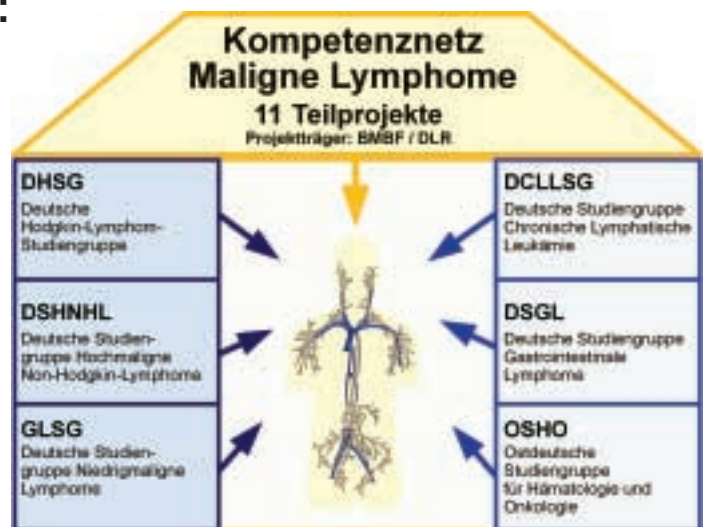 :
Kompetenznetz
Maligne Lymphome
11 Teilprojekte
Projektträger: BMBF / DLR
DHSG
Deutsche
Hodgkin-Lymphom-
Studiengruppe
DSHNHL
Deutsche Studien-
gruppe Hochmaligne
Non-Hodgkin-Lymphome
GLSG
Deutsche Studien-
gruppe Niedrigmaligne
Lymphome
DCLLSG
Deutsche Studiengruppe
Chronische Lymphatische
Leukämie
DSGL
Deutsche Studiengruppe
Gastrointestinale
Lymphome
OSHO
Ostdeutsche
Studiengruppe
für Hämatologie und
Onkologie